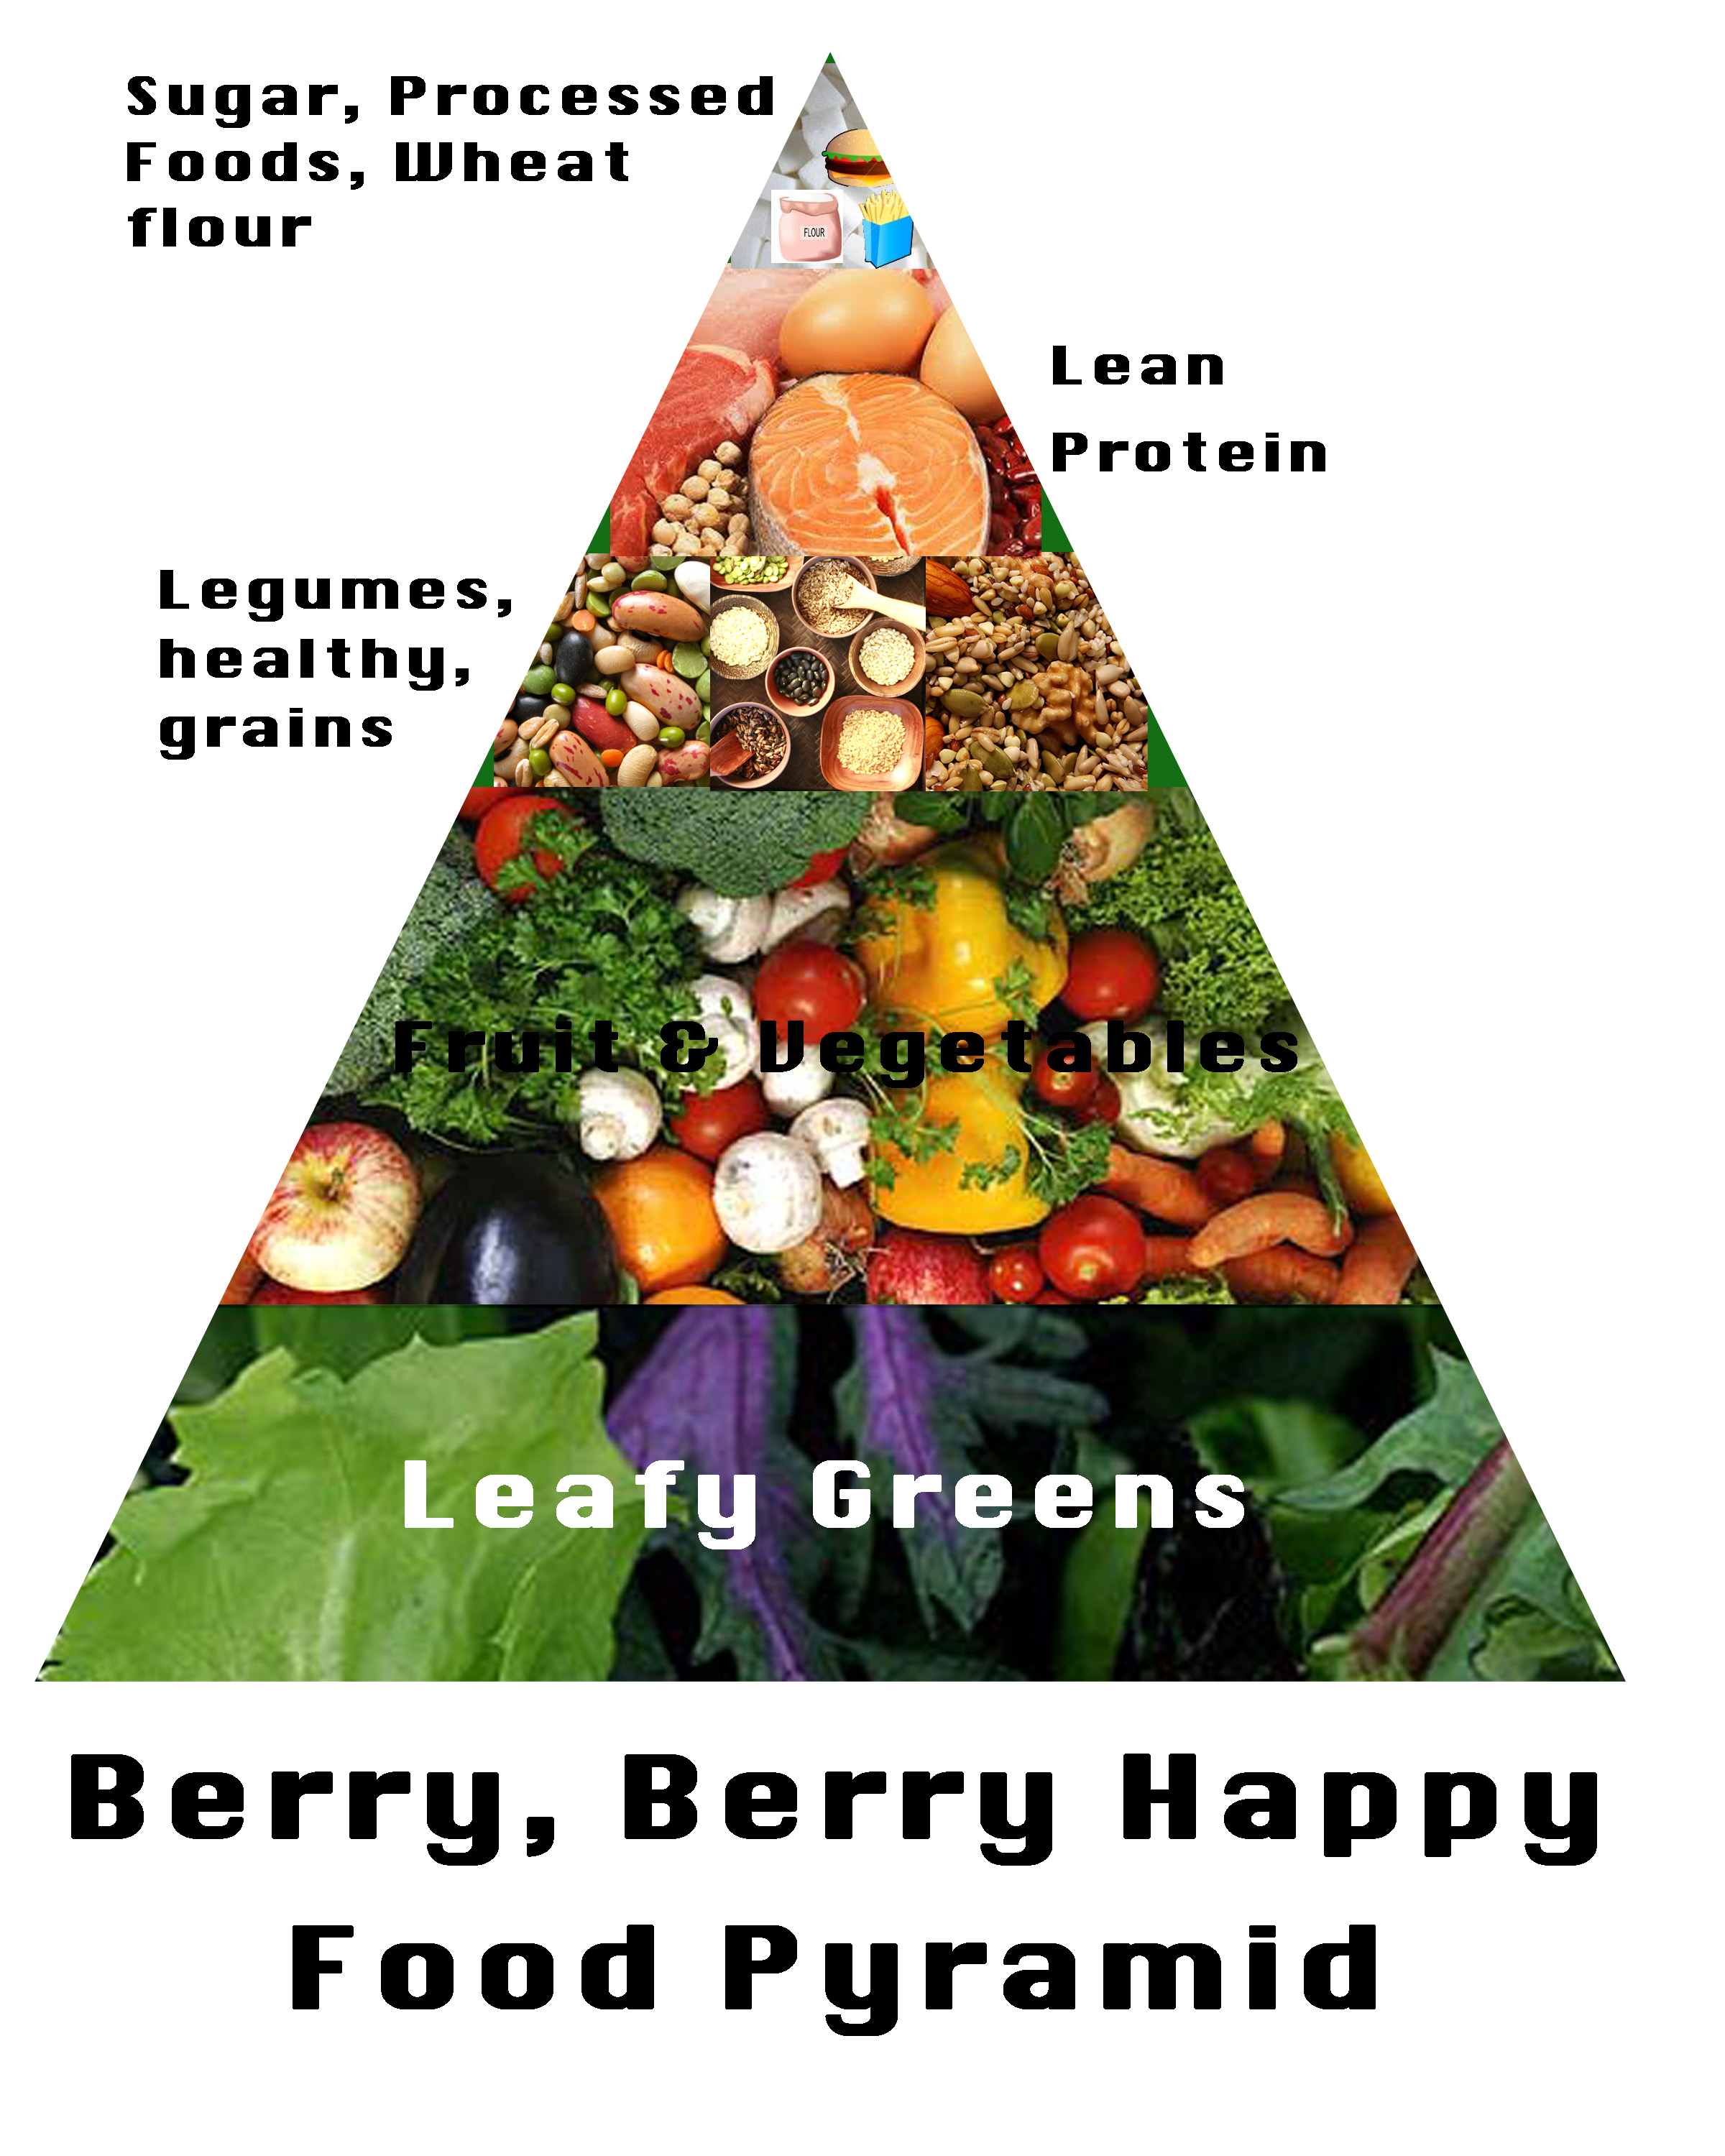 Sugar, Processed
Foods, Wheat
flour
FLOUR
Lean
Protein
Legumes,
healthy,
grains
Fruit & Vegetables
Leafy Greens
Berry, Berry Happy
Food Pyramid